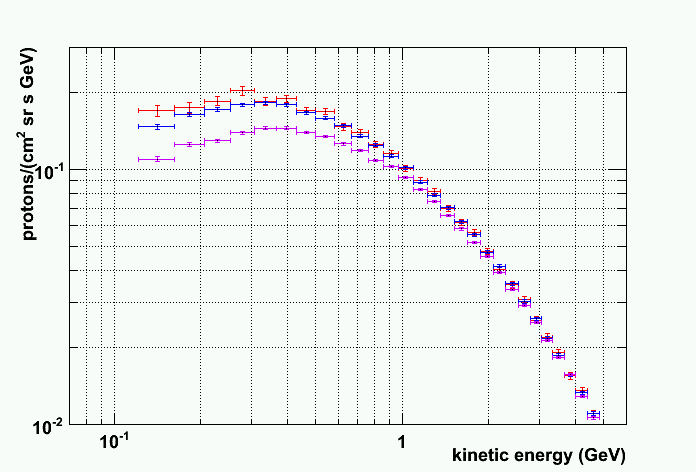 protons/(cm² sr s GeV)
10⁻¹
10⁻²
10⁻¹
1
kinetic energy (GeV)